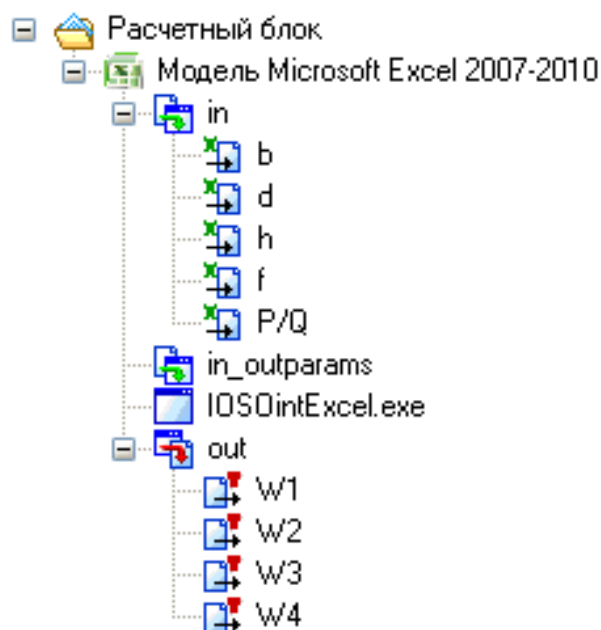 Расчетный блок
Модель Microsoft Excel 2007-2010
in
b
d
h
f
P/Q
in_outparams
IOSOintExcel.exe
out
W1
W2
W3
W4